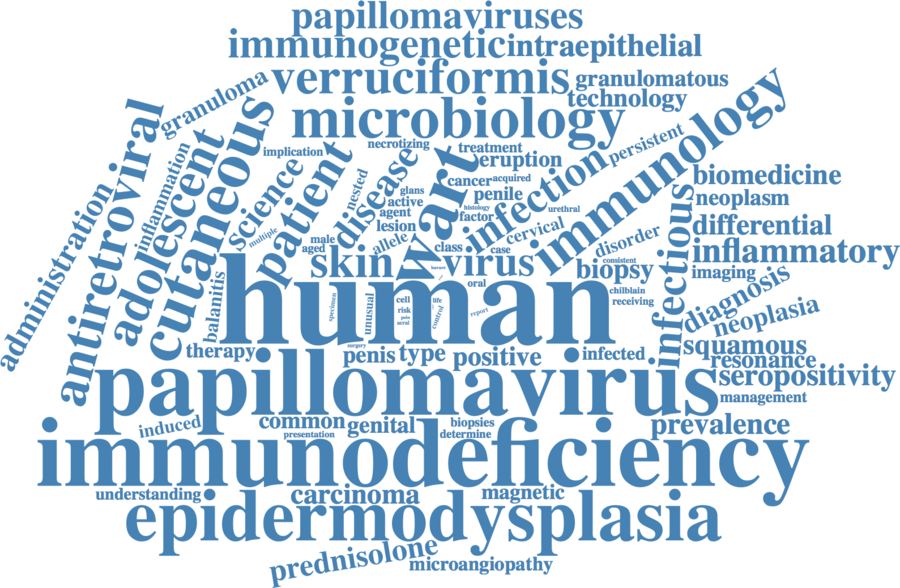 papillomaviruses
immunogenetic
intraepithelial
verruciformis
granulomatous
technology
granuloma
microbiology
immunology
antiretroviral
adolescent
cutaneous
necrotizing
treatment
persistent
implication
science
patient
disease
wart
eruption
infection
inflammation
nested
cancer
acquired
biomedicine
administration
glans
active
penile
neoplasm
agent
histology
urethral
factor
lesion
cervical
differential
multiple
male
allele
class
disorder
infectious
aged
case
inflammatory
skin
virus
consistent
biopsy
imaging
balanitis
human
oral
chilblain
diagnosis
receiving
specimen
unusual
cell
life
risk
control
report
pain
neoplasia
seral
surgery
therapy
penis
type
positive
infected
squamous
resonance
papillomavirus
seropositivity
management
induced
common
genital
biopsies
prevalence
presentation
determine
immunodeficiency
understanding
carcinoma
magnetic
epidermodysplasia
prednisolone
microangiopathy